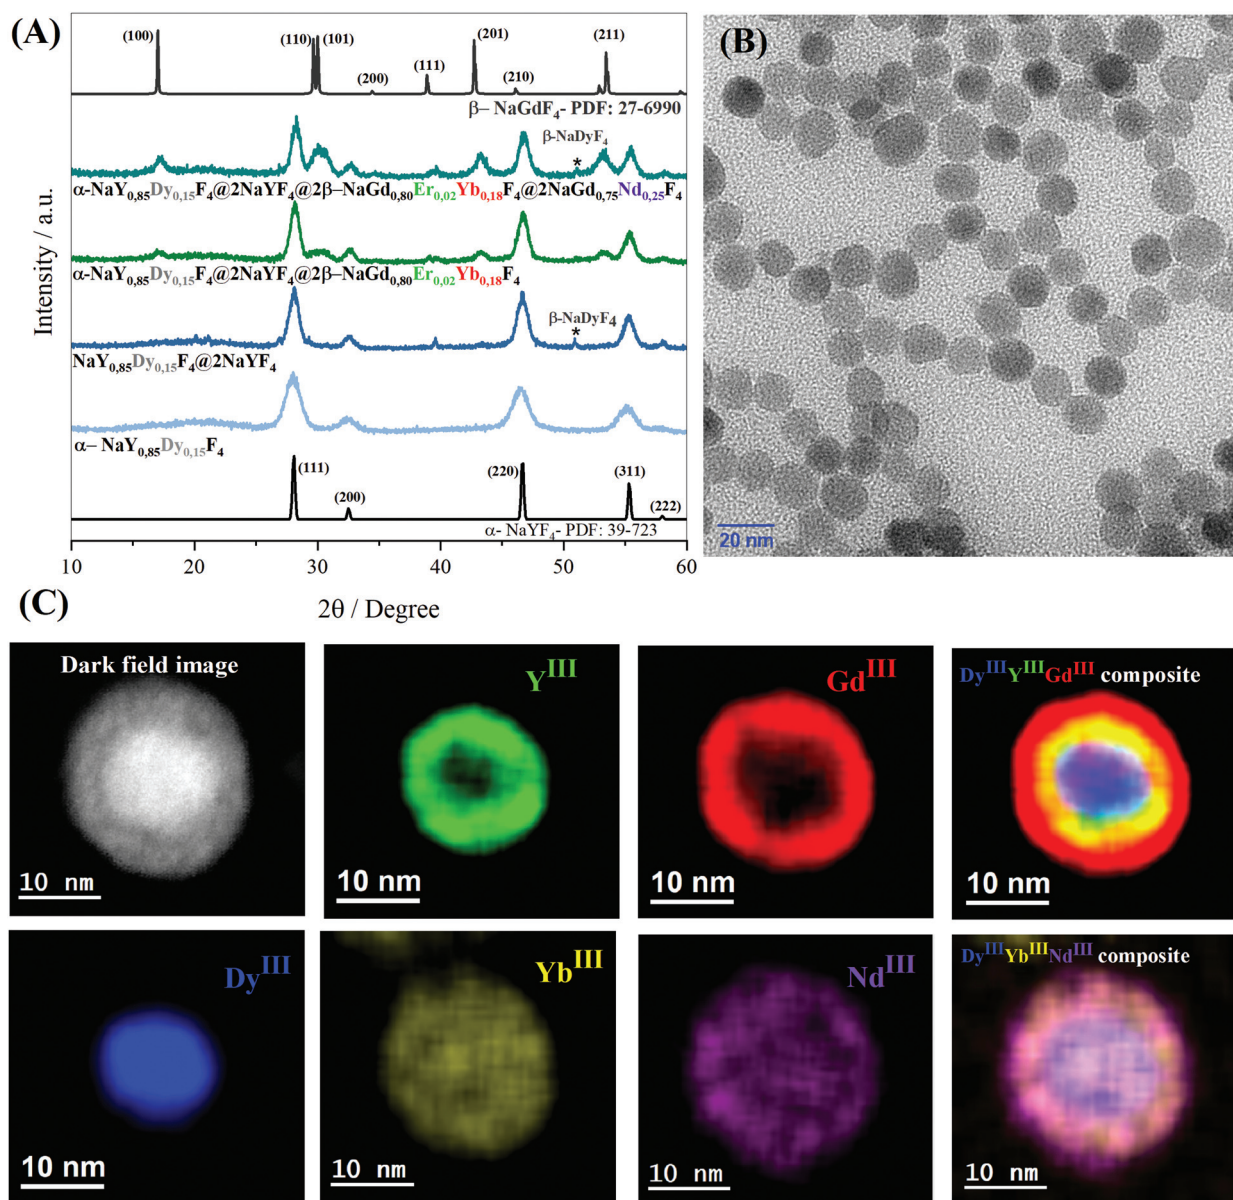 (A)
(100)
(110)
(101)
(200)
(111)
(201)
(210)
(211)
β– NaGdF₄- PDF: 27-6990
β-NaDyF₄
*
α-NaY₀,₈₅Dy₀,₁₅F₄@2NaYF₄@2β–NaGd₀,₈₀Er₀,₀₂Yb₀,₁₈F₄@2NaGd₀,₇₅Nd₀,₂₅F₄
α-NaY₀,₈₅Dy₀,₁₅F₄@2NaYF₄@2β–NaGd₀,₈₀Er₀,₀₂Yb₀,₁₈F₄
β-NaDyF₄
*
NaY₀,₈₅Dy₀,₁₅F₄@2NaYF₄
α– NaY₀,₈₅Dy₀,₁₅F₄
(111)
(200)
(220)
(311)
(222)
α- NaYF₄- PDF: 39-723
Intensity / a.u.
10 20 30 40 50 60
2θ / Degree
(B)
20 nm
(C)
Dark field image
10 nm
Yᴵᴵᴵ
10 nm
Gdᴵᴵᴵ
10 nm
DyᴵᴵᴵYᴵᴵᴵGdᴵᴵᴵ composite
10 nm
Dyᴵᴵᴵ
10 nm
Ybᴵᴵᴵ
10 nm
Ndᴵᴵᴵ
10 nm
DyᴵᴵᴵYbᴵᴵᴵNdᴵᴵᴵ composite
10 nm